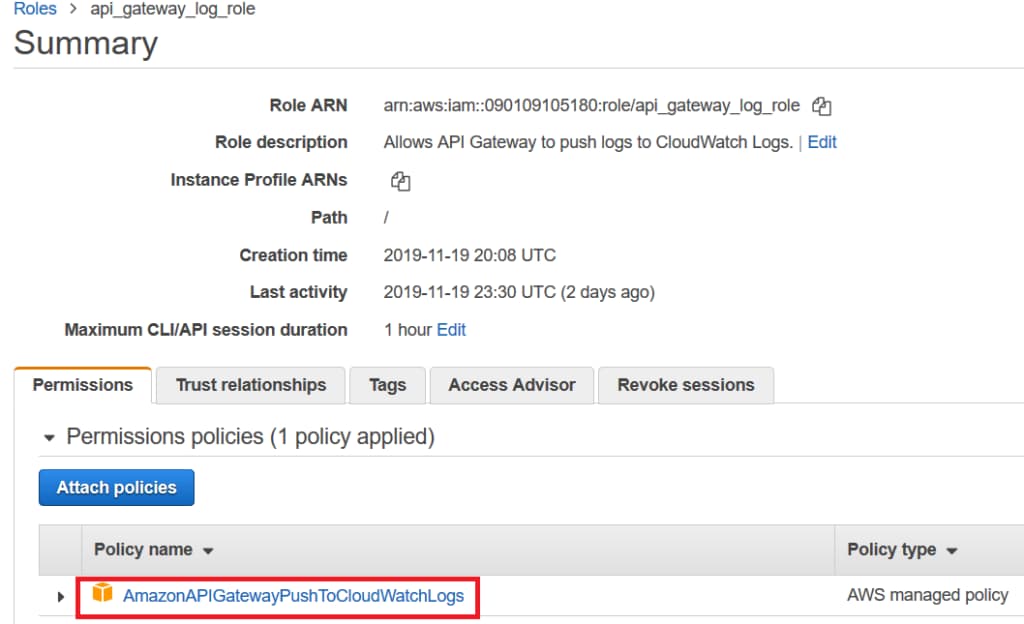 Roles > api_gateway_log_role
Summary
Role ARN arn:aws:iam::090109105180:role/api_gateway_log_role
Role description Allows API Gateway to push logs to CloudWatch Logs. | Edit
Instance Profile ARNs
Path /
Creation time 2019-11-19 20:08 UTC
Last activity 2019-11-19 23:30 UTC (2 days ago)
Maximum CLI/API session duration 1 hour Edit
Permissions Trust relationships Tags Access Advisor Revoke sessions
Permissions policies (1 policy applied)
Attach policies
Policy name Policy type
AmazonAPIGatewayPushToCloudWatchLogs AWS managed policy